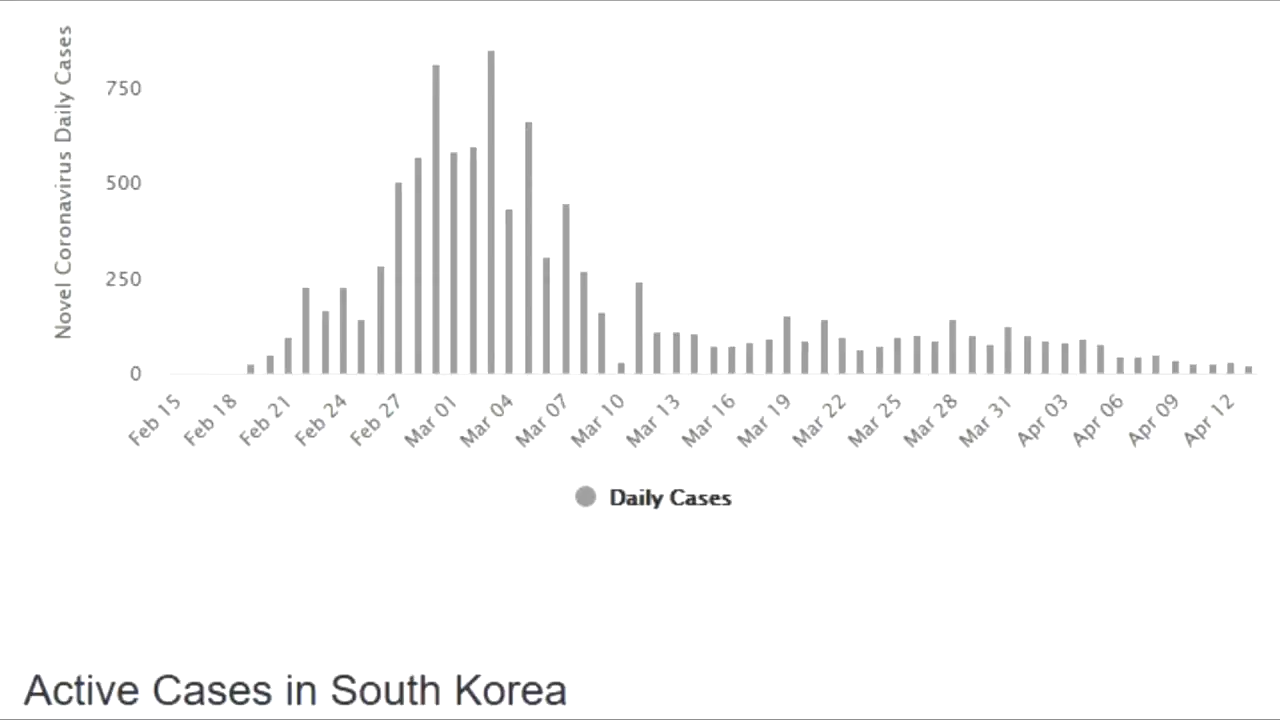 Novel Coronavirus Daily Cases
750
500
250
0
Feb 15
Feb 18
Feb 21
Feb 24
Feb 27
Mar 01
Mar 04
Mar 07
Mar 10
Mar 13
Mar 16
Mar 19
Mar 22
Mar 25
Mar 28
Mar 31
Apr 03
Apr 06
Apr 09
Apr 12
Daily Cases
Active Cases in South Korea